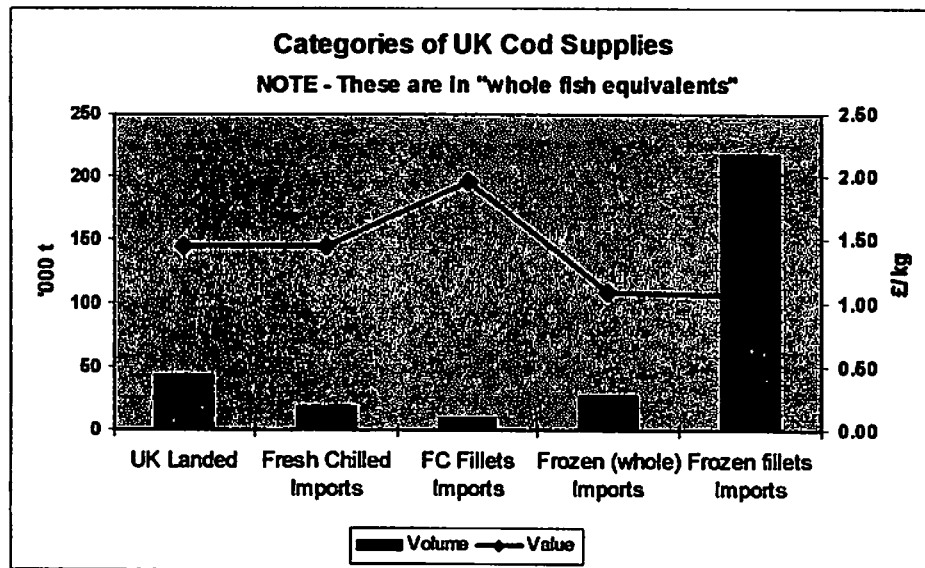 Categories of UK Cod Supplies
NOTE - These are in "whole fish equivalents"
250
200
150
100
50
0
'000 t
2.50
2.00
1.50
1.00
0.50
0.00
£/kg
UK Landed
Fresh Chilled
Imports
FC Fillets
Imports
Frozen (whole)
Imports
Frozen fillets
Imports
Volume
Value